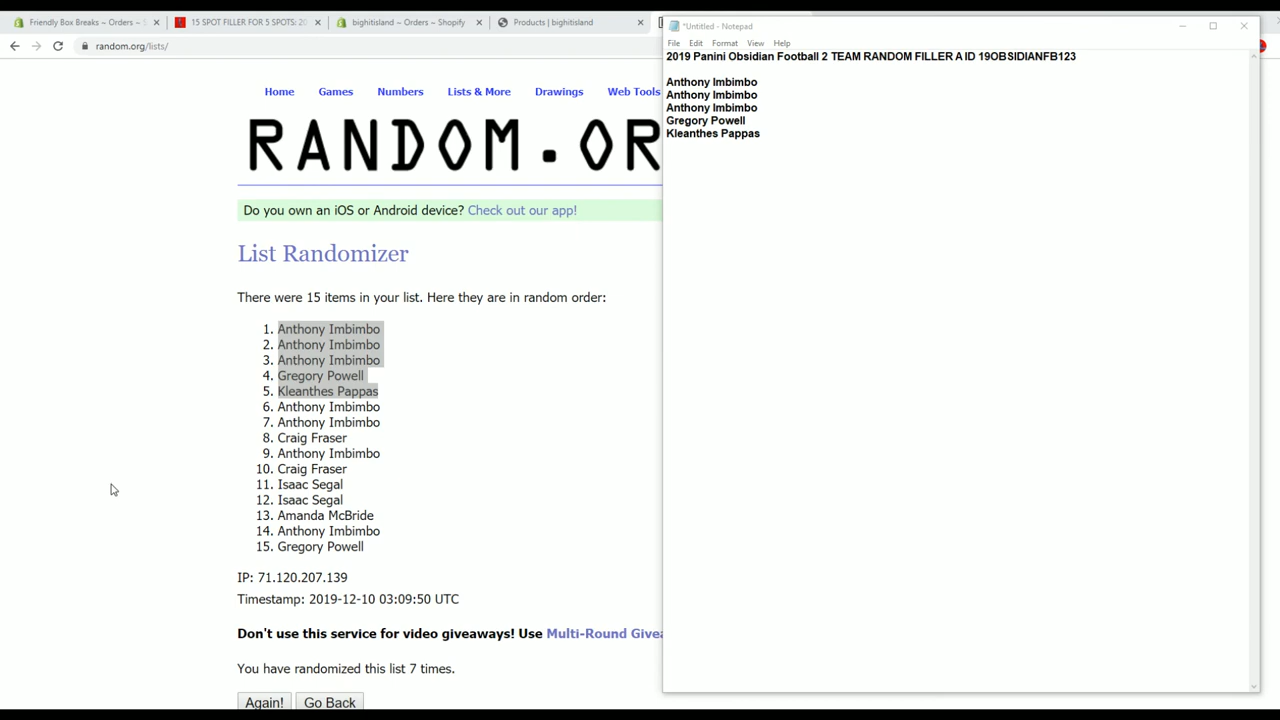 Friendly Box Breaks ~ Orders ~ S
15 SPOT FILLER FOR 5 SPOTS: 20
bighitisland ~ Orders ~ Shopify
Products | bighitisland
random.org/lists/
Home Games Numbers Lists & More Drawings Web Tools
RANDOM.OR
Do you own an iOS or Android device? Check out our app!
List Randomizer
There were 15 items in your list. Here they are in random order:
1. Anthony Imbimbo
2. Anthony Imbimbo
3. Anthony Imbimbo
4. Gregory Powell
5. Kleanthes Pappas
6. Anthony Imbimbo
7. Anthony Imbimbo
8. Craig Fraser
9. Anthony Imbimbo
10. Craig Fraser
11. Isaac Segal
12. Isaac Segal
13. Amanda McBride
14. Anthony Imbimbo
15. Gregory Powell
IP: 71.120.207.139
Timestamp: 2019-12-10 03:09:50 UTC
Don't use this service for video giveaways! Use Multi-Round Givea
You have randomized this list 7 times.
Again! Go Back
*Untitled - Notepad
File Edit Format View Help
2019 Panini Obsidian Football 2 TEAM RANDOM FILLER A ID 19OBSIDIANFB123
Anthony Imbimbo
Anthony Imbimbo
Anthony Imbimbo
Gregory Powell
Kleanthes Pappas